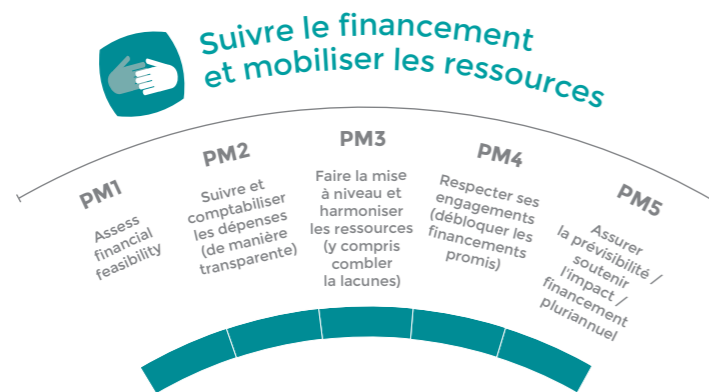 Suivre le financement
et mobiliser les ressources
PM1
Assess
financial
feasibility
PM2
Suivre et
comptabiliser
les dépenses
(de manière
transparente)
PM3
Faire la mise
à niveau et
harmoniser
les ressources
(y compris
combler
la lacunes)
PM4
Respecter ses
engagements
(débloquer les
financements
promis)
PM5
Assurer
la prévisibilité /
soutenir
l'impact /
financement
pluriannuel